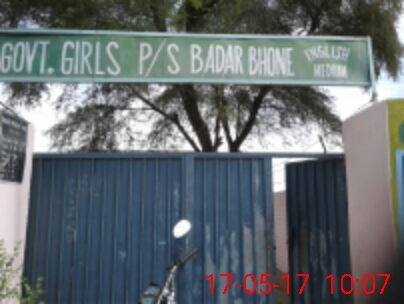 GOVT. GIRLS P/S BADAR BHONE ENGLISH
MEDIUM
17-05-17 10:07